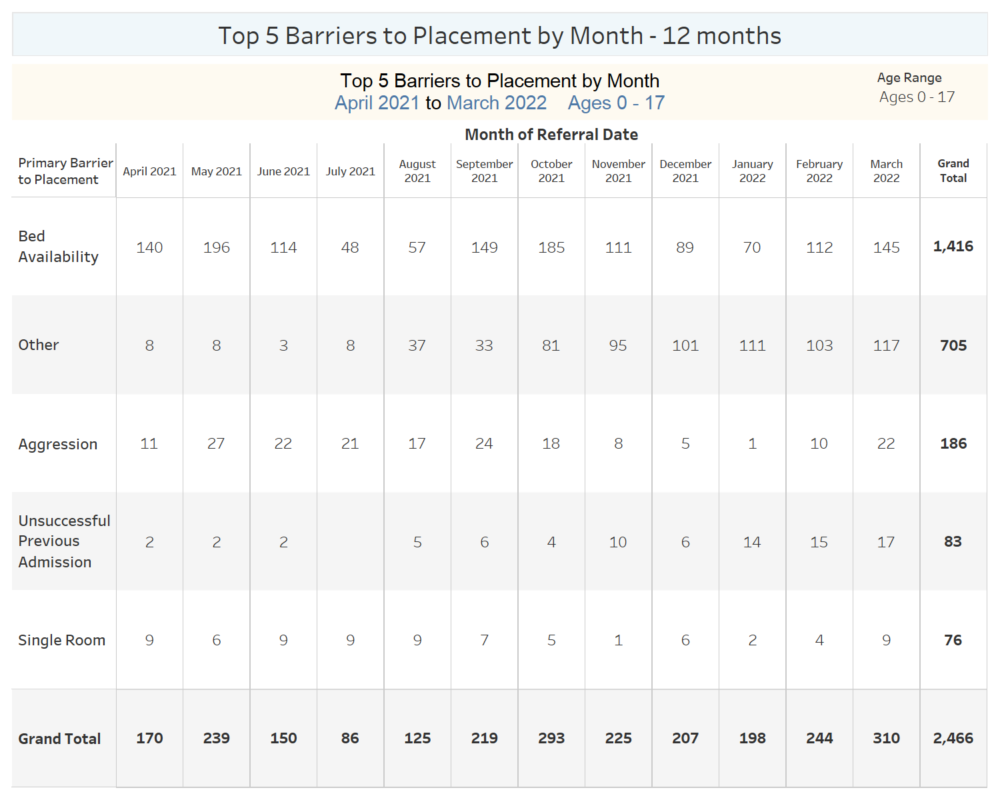 Top 5 Barriers to Placement by Month - 12 months
Top 5 Barriers to Placement by Month
April 2021 to March 2022 Ages 0 - 17
Age Range
Ages 0 - 17
Month of Referral Date
Primary Barrier
to Placement
April 2021
May 2021
June 2021
July 2021
August
2021
September
2021
October
2021
November
2021
December
2021
January
2022
February
2022
March
2022
Grand
Total
Bed
Availability
140 196 114 48 57 149 185 111 89 70 112 145 1,416
Other 8 8 3 8 37 33 81 95 101 111 103 117 705
Aggression 11 27 22 21 17 24 18 8 5 1 10 22 186
Unsuccessful
Previous
Admission
2 2 2 5 6 4 10 6 14 15 17 83
Single Room 9 6 9 9 9 7 5 1 6 2 4 9 76
Grand Total 170 239 150 86 125 219 293 225 207 198 244 310 2,466